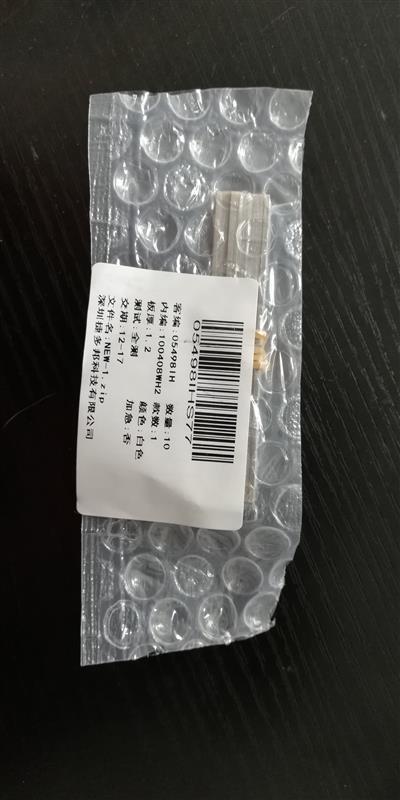 054981HS77
客编:054981H 数量:10
内编:100408WH2 款数:1
板厚:1.2 颜色:白色
测试:全测 加急:否
交期:12-17
文件名:NEW-1.zip
深圳捷多邦科技有限公司